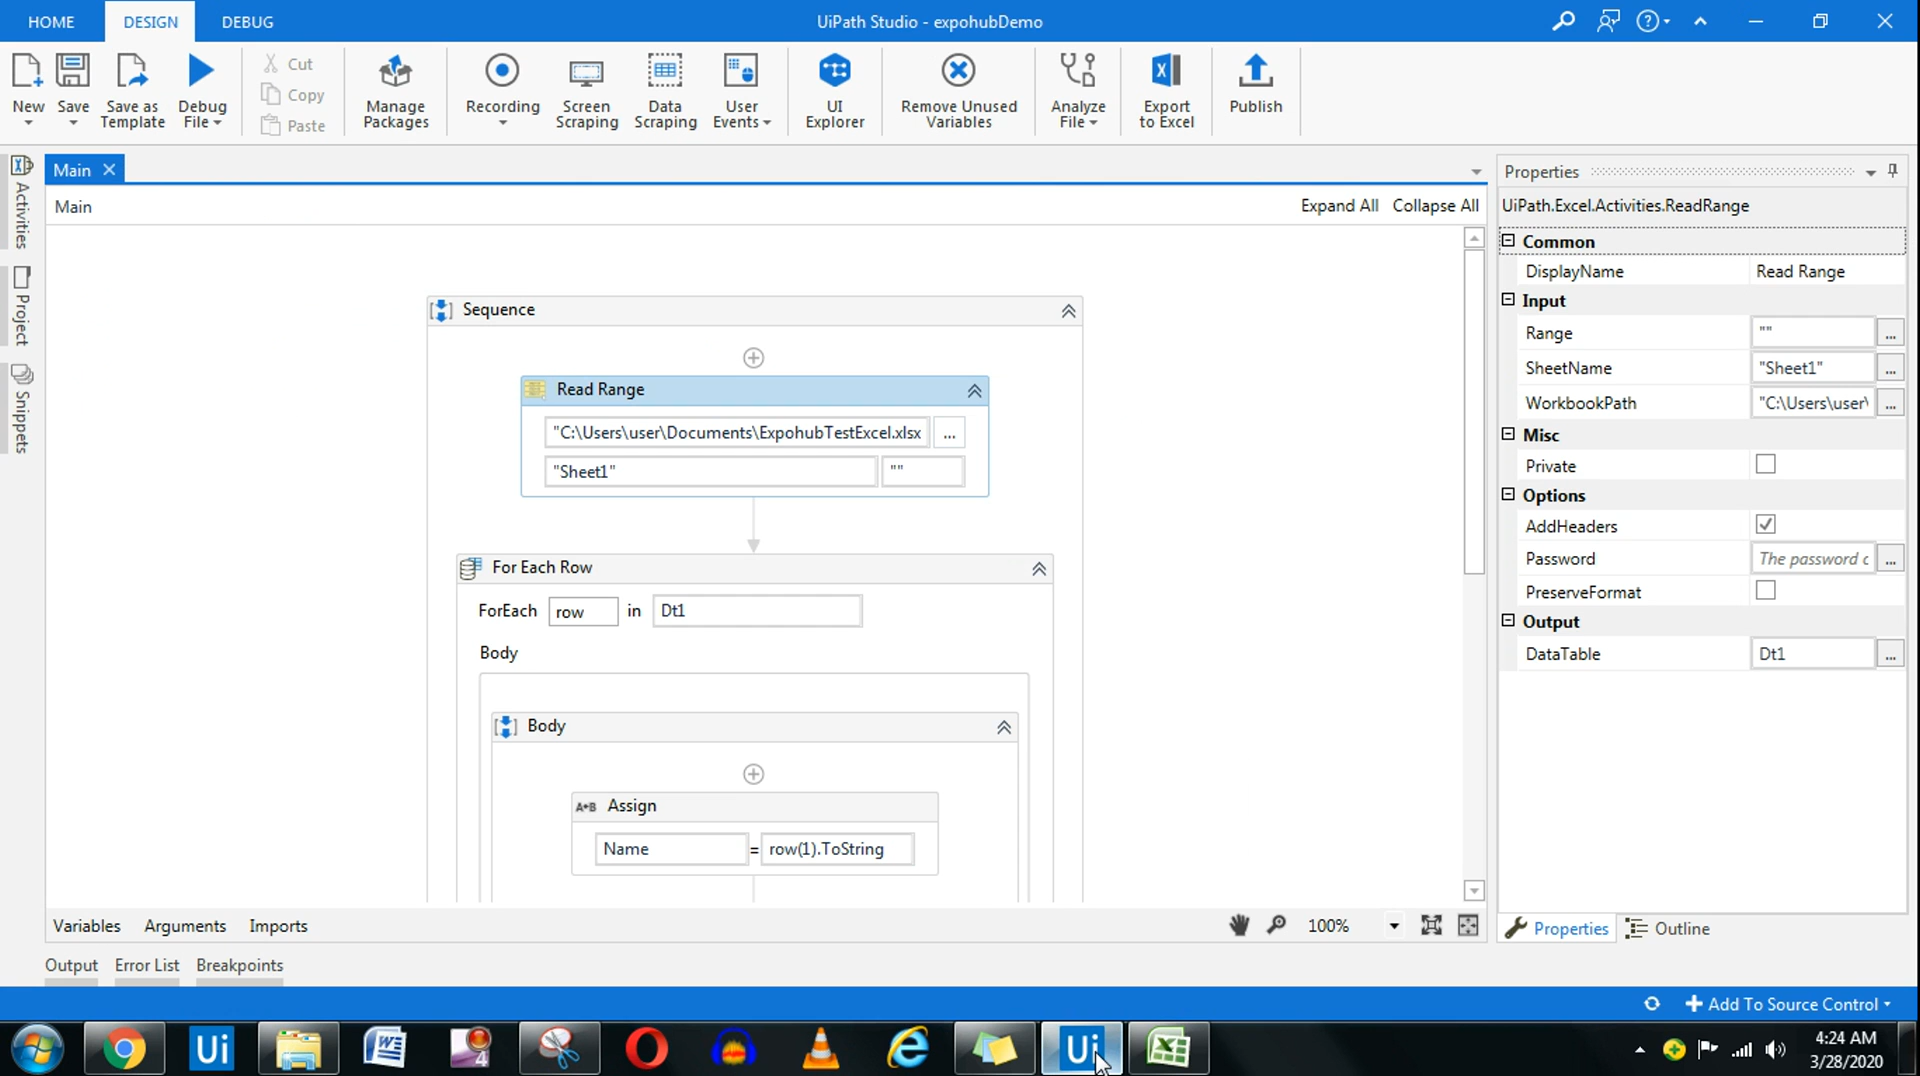 HOME
DESIGN
DEBUG
UiPath Studio - expohubDemo
New
Save
Save as Template
Debug File
Cut
Copy
Paste
Manage Packages
Recording
Screen Scraping
Data Scraping
User Events
UI Explorer
Remove Unused Variables
Analyze File
Export to Excel
Publish
Activities
Project
Snippets
Main
Main
Expand All
Collapse All
Sequence
Read Range
"C:\Users\user\Documents\ExpohubTestExcel.xlsx
...
"Sheet1"
""
For Each Row
ForEach row in Dt1
Body
Body
A+B Assign
Name = row(1).ToString
Variables
Arguments
Imports
100%
Output
Error List
Breakpoints
Properties
UiPath.Excel.Activities.ReadRange
Common
DisplayName Read Range
Input
Range "" ...
SheetName "Sheet1" ...
WorkbookPath "C:\Users\user\ ...
Misc
Private
Options
AddHeaders
Password The password c ...
PreserveFormat
Output
DataTable Dt1 ...
Properties
Outline
Add To Source Control
Ui
4
Ui
4:24 AM
3/28/2020